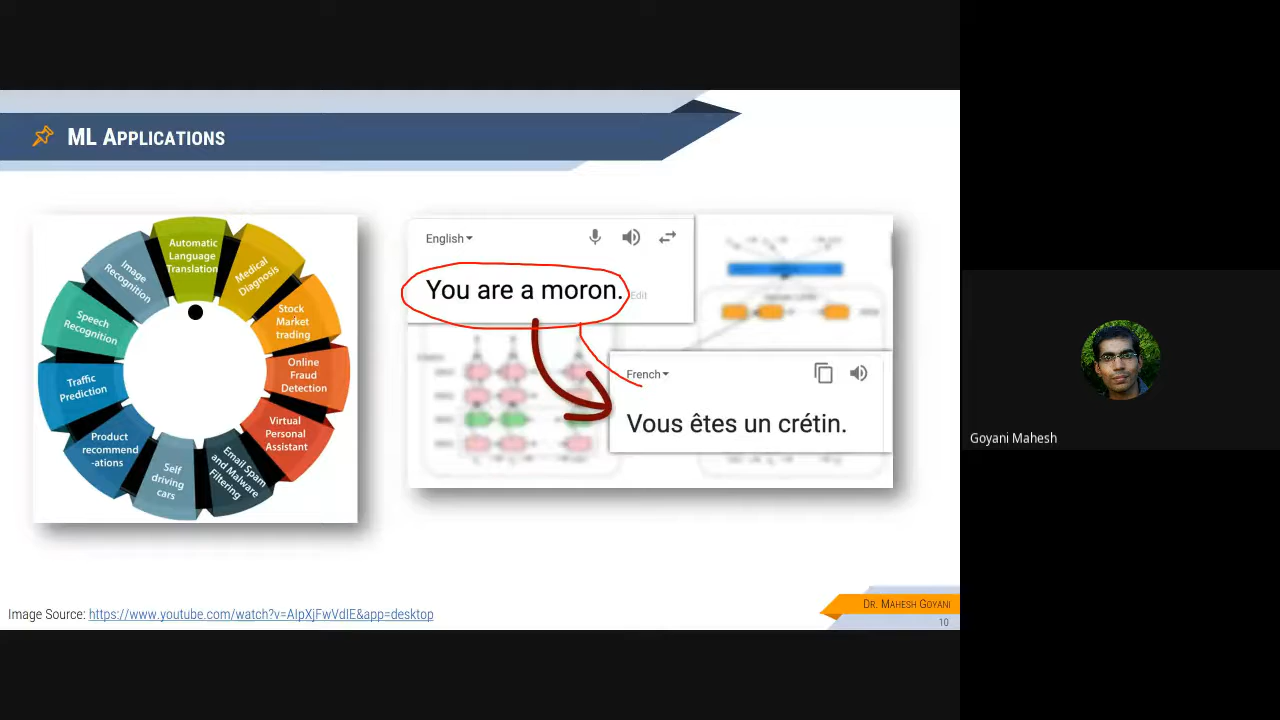 ML APPLICATIONS
Automatic
Language
Translation
Medical
Diagnosis
Stock
Market
trading
Online
Fraud
Detection
Virtual
Personal
Assistant
Email Spam
and Malware
Filtering
Self
driving
cars
Product
recommend
-ations
Traffic
Prediction
Speech
Recognition
Image
Recognition
English
You are a moron.
Edit
French
Vous êtes un crétin.
Goyani Mahesh
Image Source: https://www.youtube.com/watch?v=AIpXjFwVdIE&app=desktop
DR. MAHESH GOYANI
10